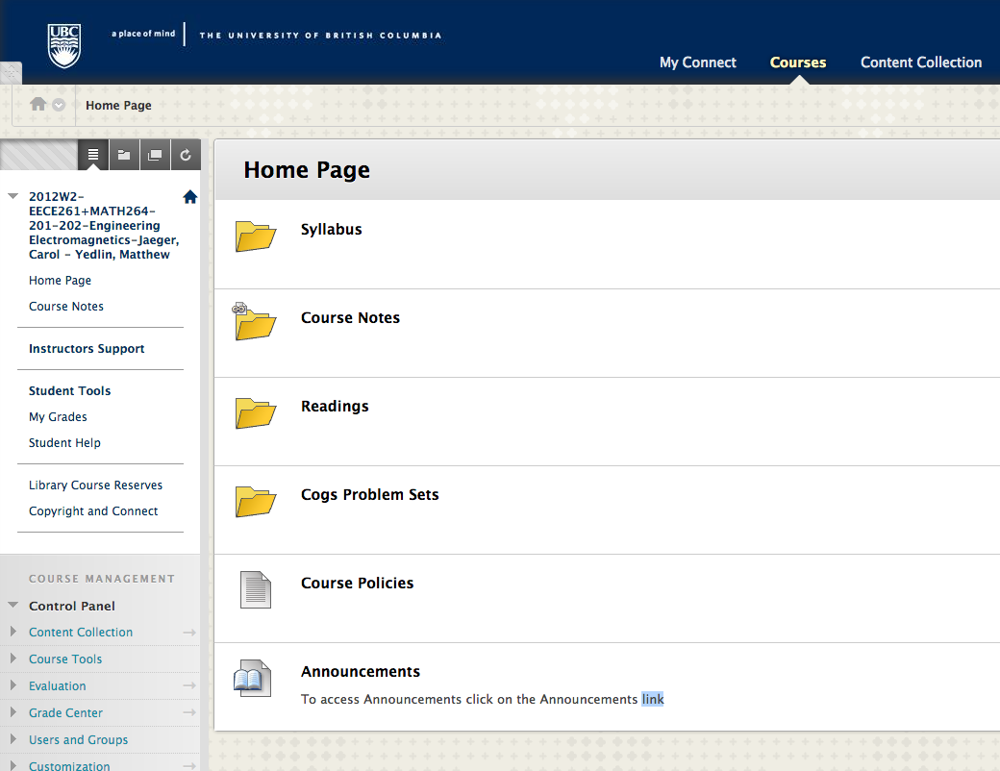 UBC
a place of mind
THE UNIVERSITY OF BRITISH COLUMBIA
My Connect
Courses
Content Collection
Home Page
2012W2-
EECE261+MATH264-
201-202-Engineering
Electromagnetics-Jaeger,
Carol - Yedlin, Matthew
Home Page
Course Notes
Instructors Support
Student Tools
My Grades
Student Help
Library Course Reserves
Copyright and Connect
COURSE MANAGEMENT
Control Panel
Content Collection
Course Tools
Evaluation
Grade Center
Users and Groups
Customization
Home Page
Syllabus
Course Notes
Readings
Cogs Problem Sets
Course Policies
Announcements
To access Announcements click on the Announcements link